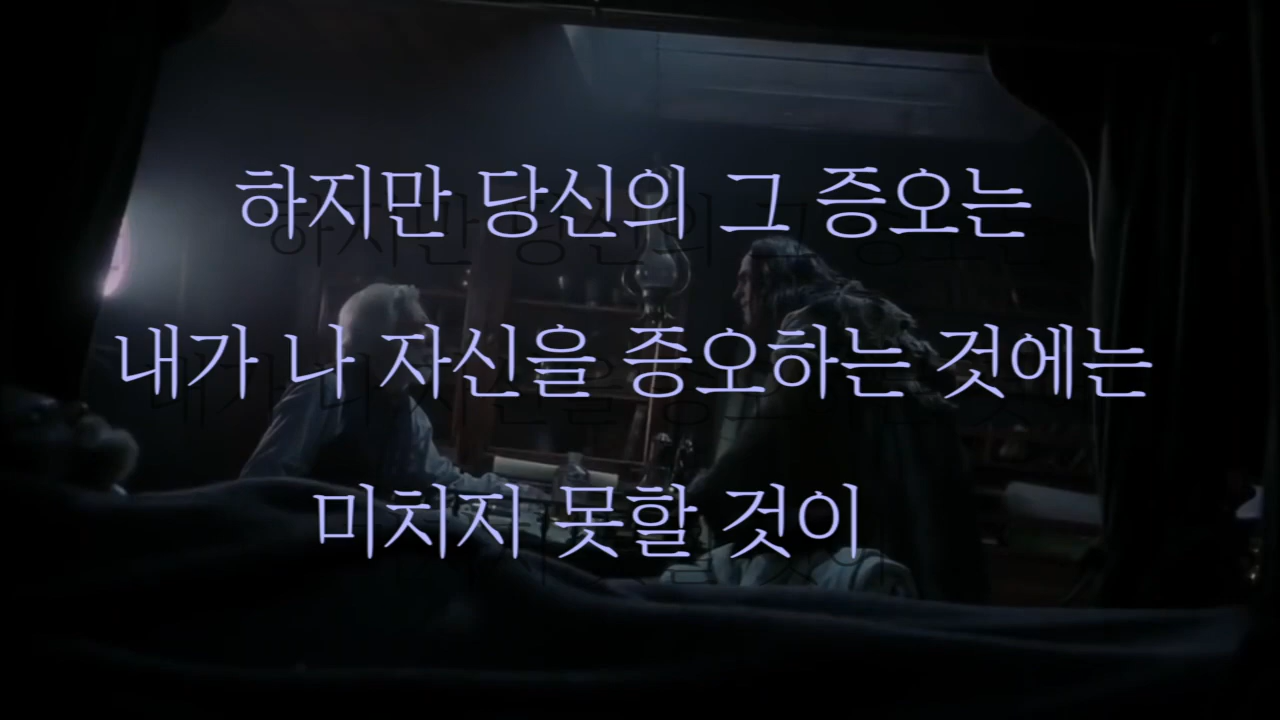 하지만 당신의 그 증오는
내가 나 자신을 증오하는 것에는
미치지 못할 것이